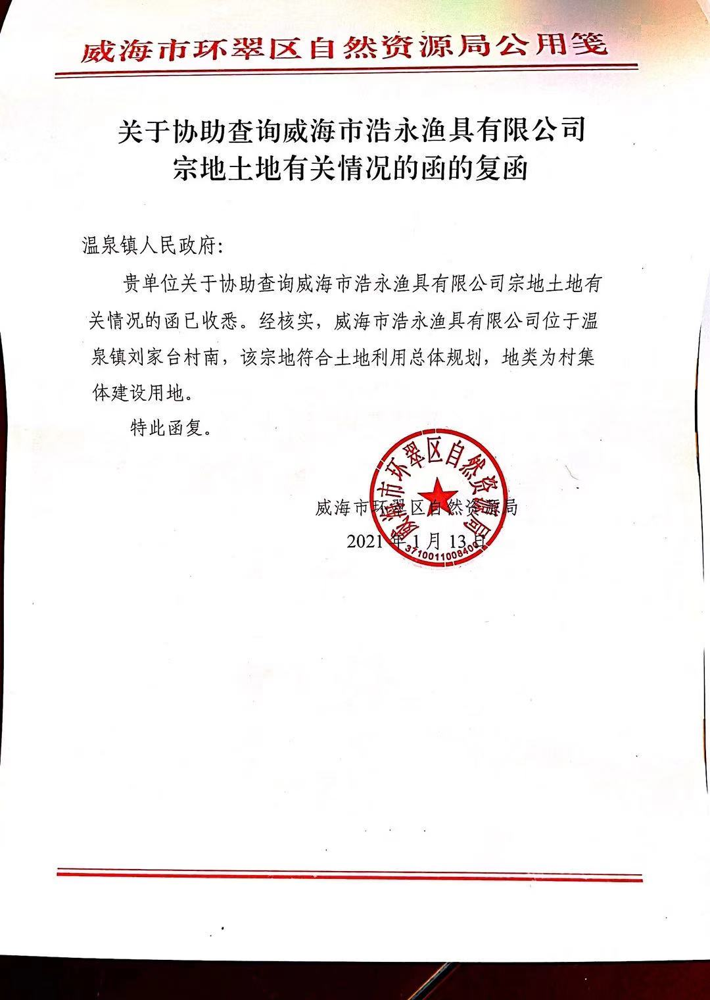 威海市环翠区自然资源局公用笺
关于协助查询威海市浩永渔具有限公司
宗地土地有关情况的函的复函
温泉镇人民政府：
贵单位关于协助查询威海市浩永渔具有限公司宗地土地有
关情况的函已收悉。经核实，威海市浩永渔具有限公司位于温
泉镇刘家台村南，该宗地符合土地利用总体规划，地类为村集
体建设用地。
特此函复。
威海市环翠区自然资源局
2021 年 1 月 13 日
威海市环翠区自然资源局
3710011008400